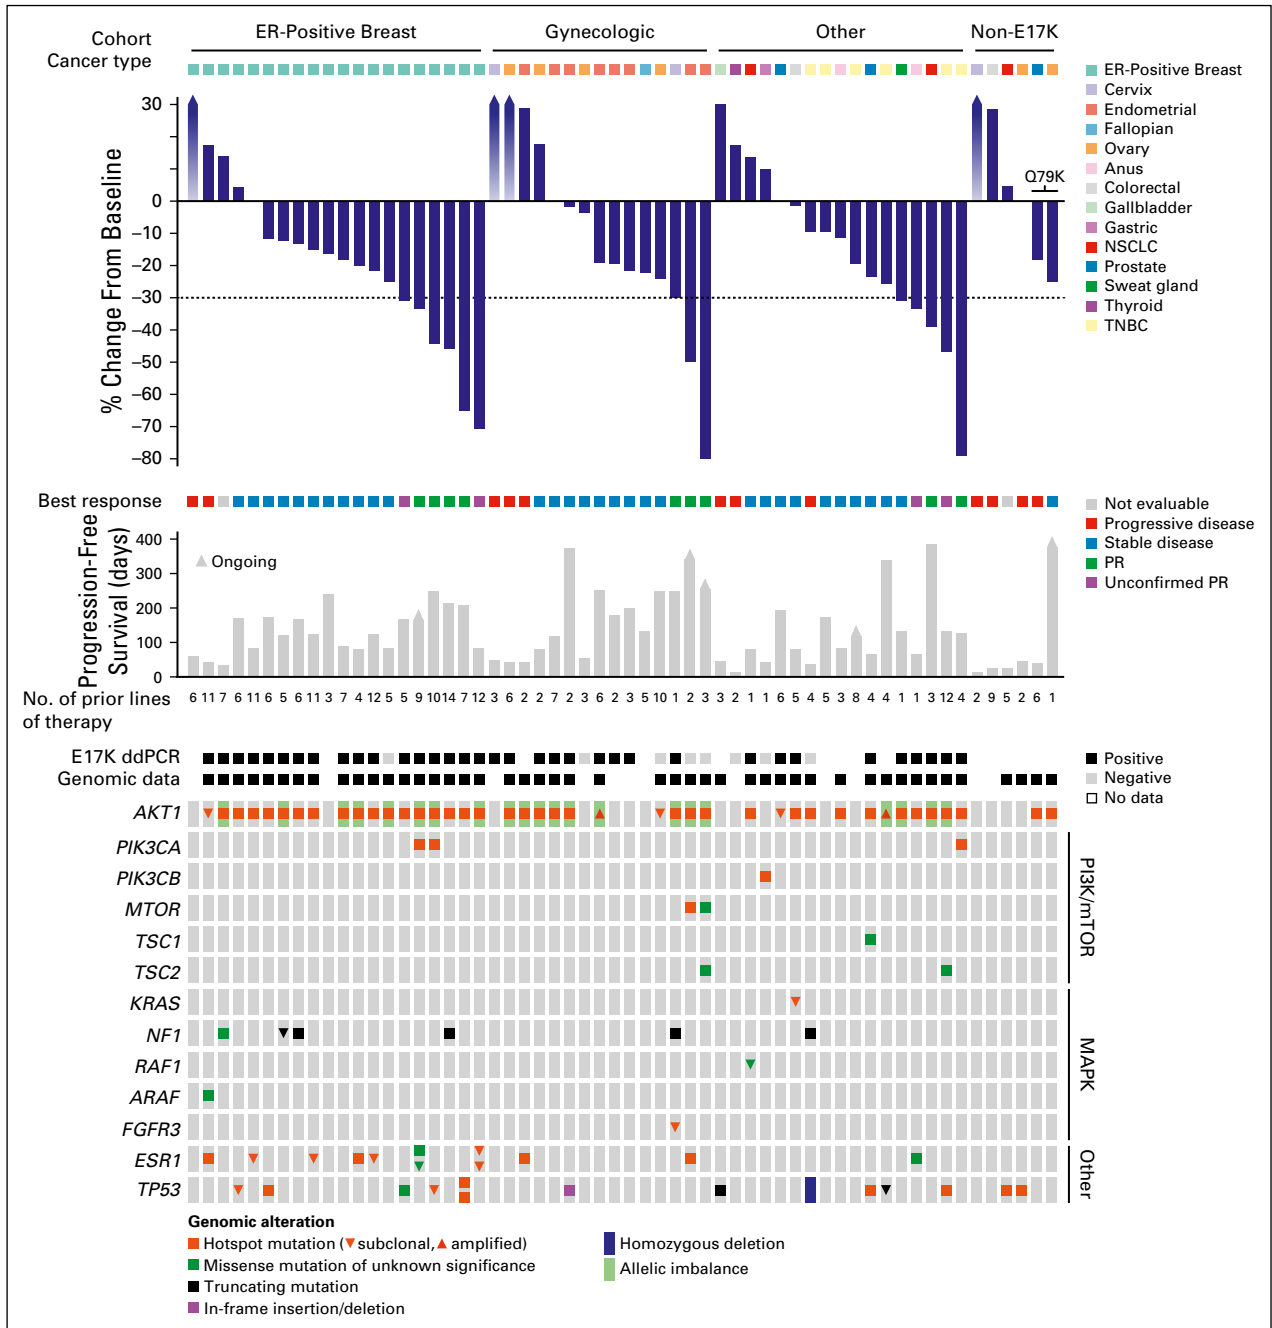 Cohort
ER-Positive Breast
Gynecologic
Other
Non-E17K
Cancer type
ER-Positive Breast
Cervix
Endometrial
Fallopian
Ovary
Anus
Colorectal
Gallbladder
Gastric
NSCLC
Prostate
Sweat gland
Thyroid
TNBC
% Change From Baseline
30
0
–10
–20
–30
–40
–50
–60
–70
–80
Q79K
Best response
Not evaluable
Progressive disease
Stable disease
PR
Unconfirmed PR
Progression-Free
Survival (days)
400
300
200
100
0
Ongoing
No. of prior lines
of therapy
6 11 7 6 11 6 5 6 11 3 7 4 12 5 5 9 10 14 7 12 3 6 2 2 7 2 3 6 2 3 5 10 1 2 3 3 2 1 1 6 5 4 5 3 8 4 4 1 1 3 12 4 2 9 5 2 6 1
E17K ddPCR
Genomic data
Positive
Negative
No data
AKT1
PIK3CA
PIK3CB
MTOR
TSC1
TSC2
KRAS
NF1
RAF1
ARAF
FGFR3
ESR1
TP53
PI3K/mTOR
MAPK
Other
Genomic alteration
Hotspot mutation (▼subclonal,▲amplified)
Missense mutation of unknown significance
Truncating mutation
In-frame insertion/deletion
Homozygous deletion
Allelic imbalance